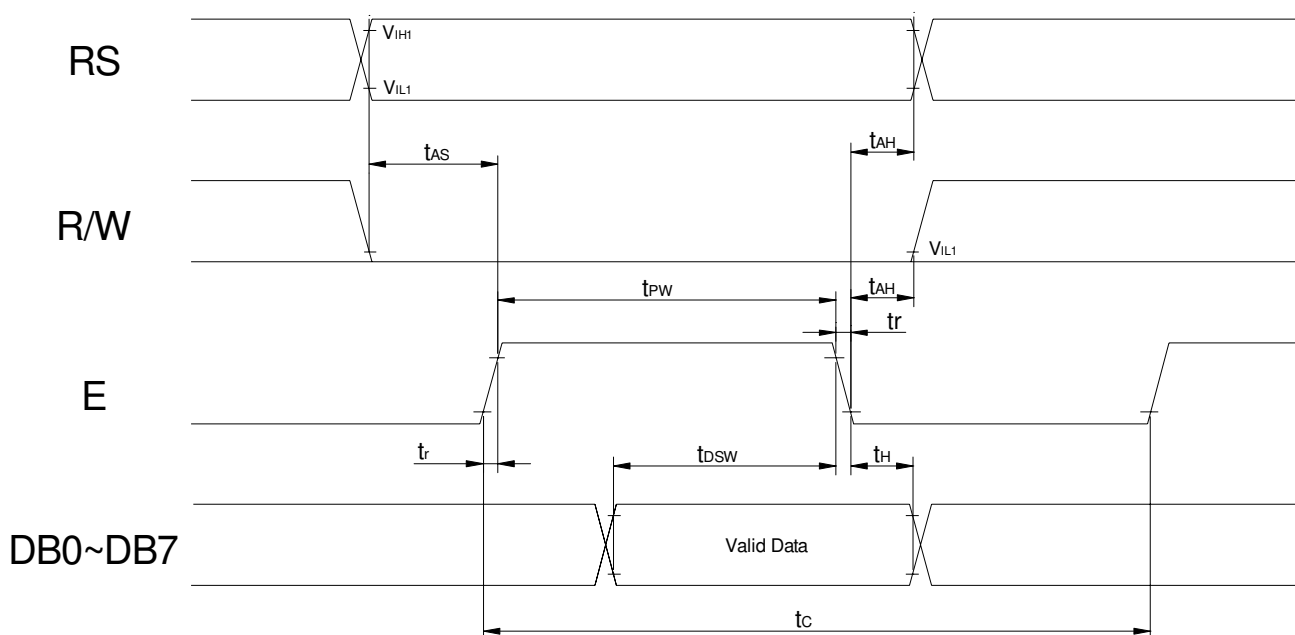 RS
VIH1
VIL1
tAS
tAH
R/W
VIL1
tPW
tAH
tr
E
tr
tDSW
tH
DB0~DB7
Valid Data
tC